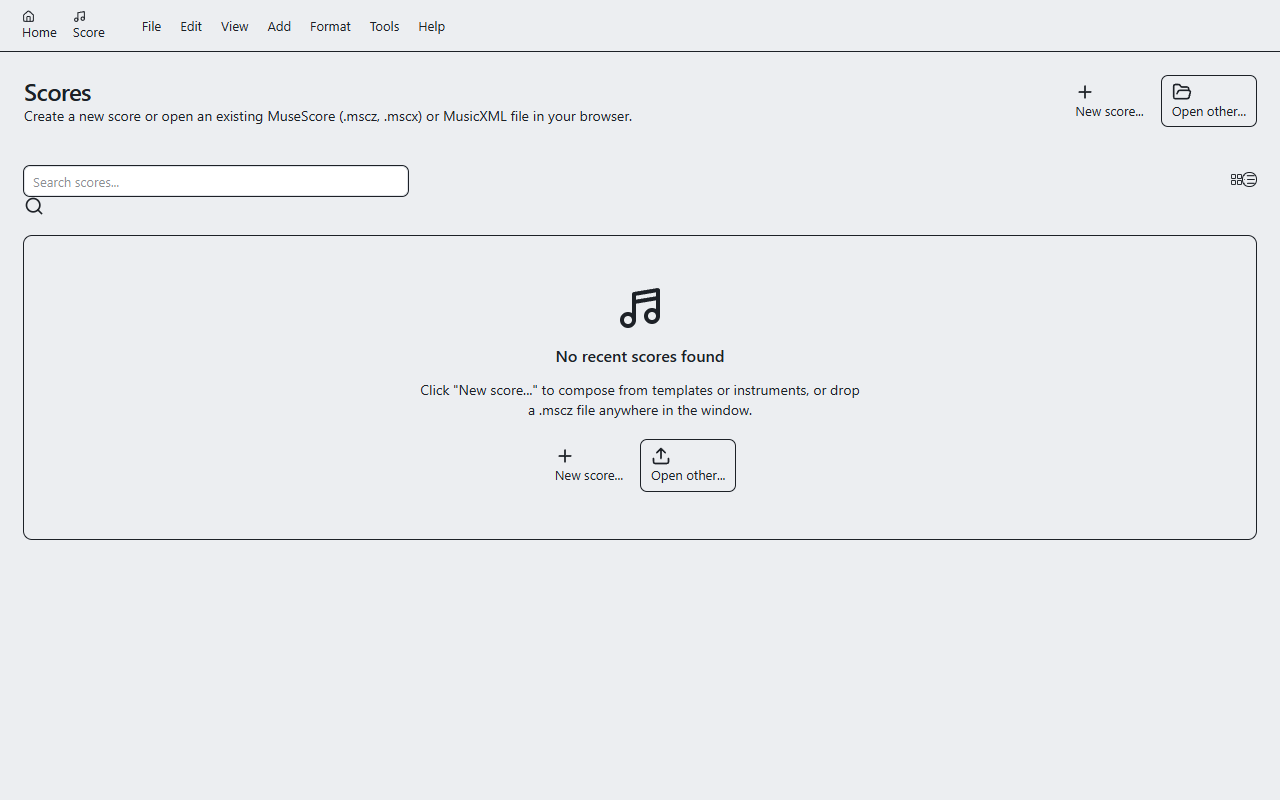 Home
Score
File
Edit
View
Add
Format
Tools
Help
Scores
Create a new score or open an existing MuseScore (.mscz, .mscx) or MusicXML file in your browser.
New score...
Open other...
Search scores...
No recent scores found
Click "New score..." to compose from templates or instruments, or drop
a .mscz file anywhere in the window.
New score...
Open other...